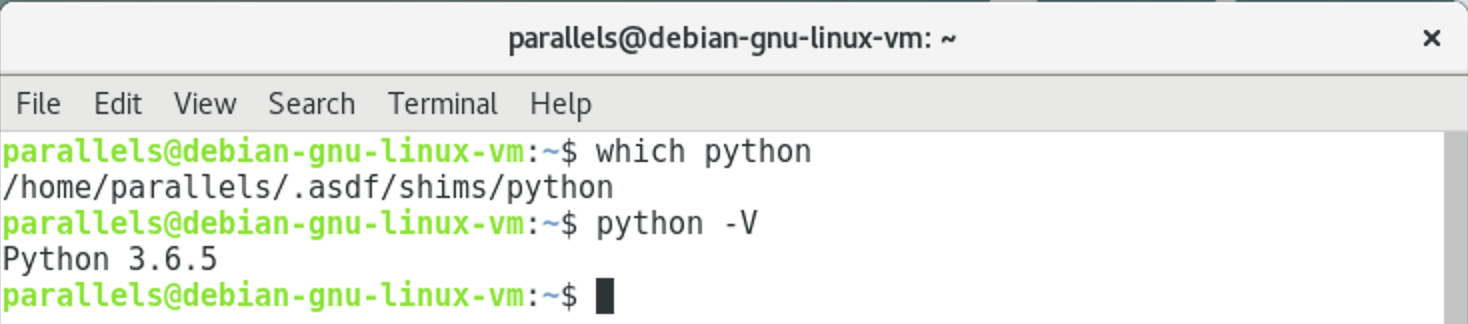 parallels@debian-gnu-linux-vm: ~ ×
File Edit View Search Terminal Help
parallels@debian-gnu-linux-vm:~$ which python
/home/parallels/.asdf/shims/python
parallels@debian-gnu-linux-vm:~$ python -V
Python 3.6.5
parallels@debian-gnu-linux-vm:~$